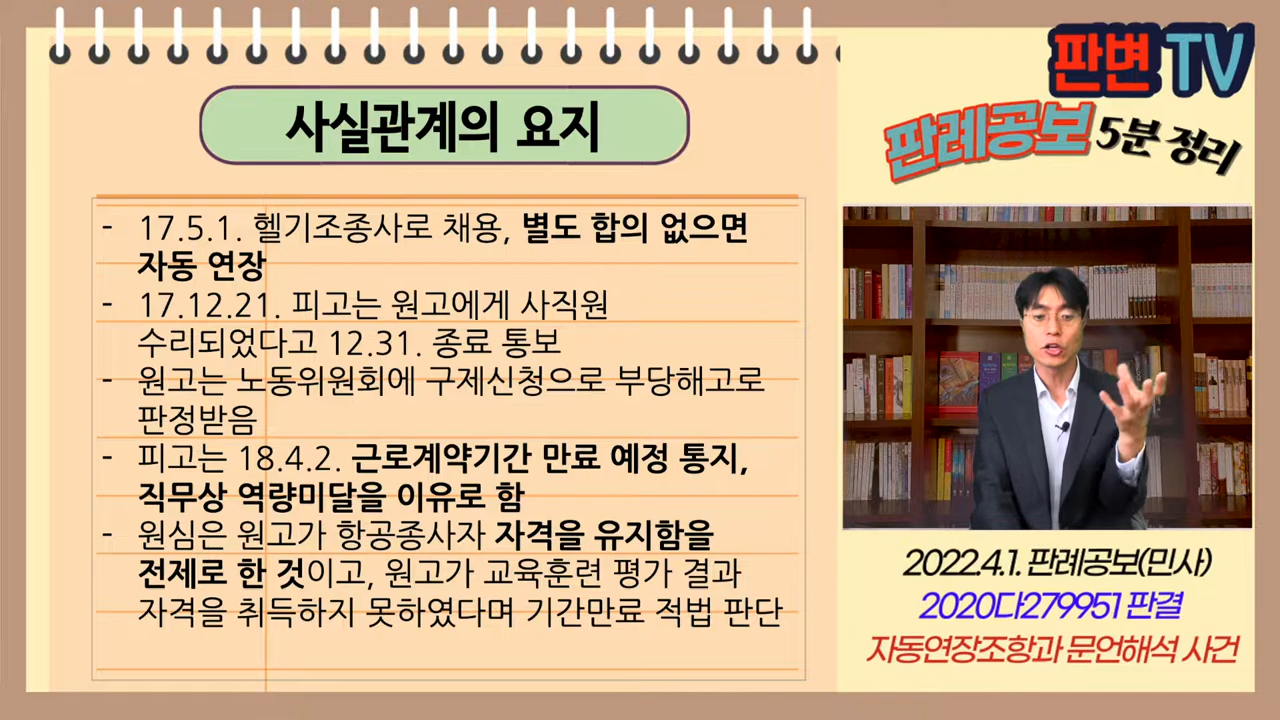 사실관계의 요지
- 17.5.1. 헬기조종사로 채용, 별도 합의 없으면
자동 연장
- 17.12.21. 피고는 원고에게 사직원
수리되었다고 12.31. 종료 통보
- 원고는 노동위원회에 구제신청으로 부당해고로
판정받음
- 피고는 18.4.2. 근로계약기간 만료 예정 통지,
직무상 역량미달을 이유로 함
- 원심은 원고가 항공종사자 자격을 유지함을
전제로 한 것이고, 원고가 교육훈련 평가 결과
자격을 취득하지 못하였다며 기간만료 적법 판단
판변 TV
판례공보 5분 정리
2022.4.1. 판례공보(민사)
2020다279951 판결
자동연장조항과 문언해석 사건